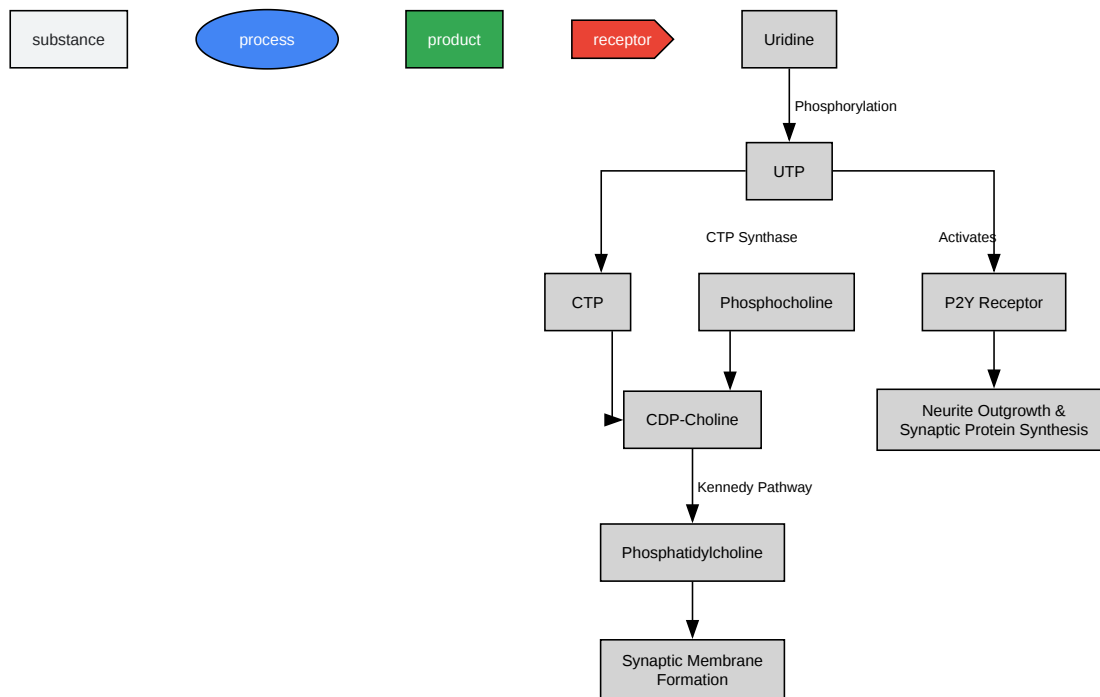 substance
process
product
receptor
Uridine
Phosphorylation
UTP
CTP Synthase
Activates
CTP
Phosphocholine
P2Y Receptor
CDP-Choline
Neurite Outgrowth &
Synaptic Protein Synthesis
Kennedy Pathway
Phosphatidylcholine
Synaptic Membrane
Formation